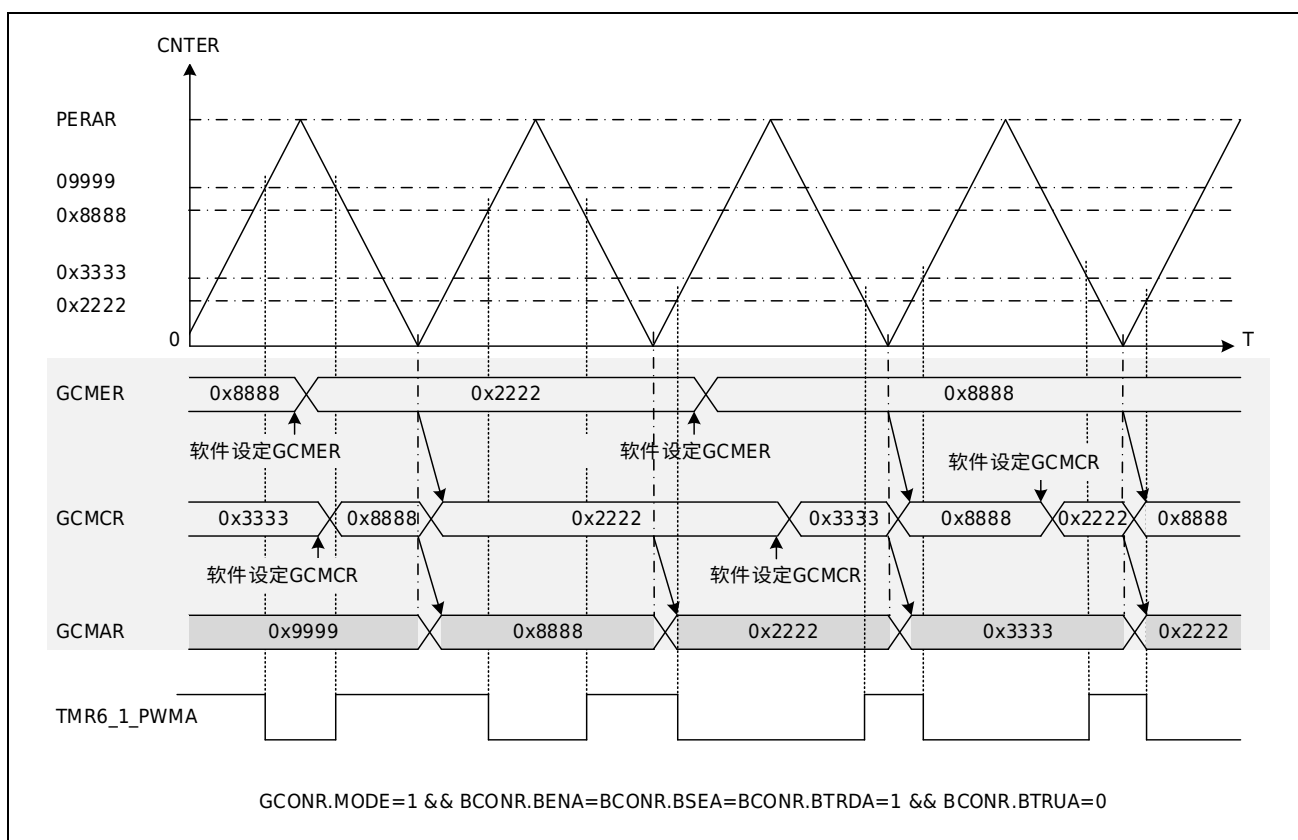 CNTER
PERAR
09999
0x8888
0x3333
0x2222
0
T
GCMER
0x8888
0x2222
0x8888
软件设定GCMER
软件设定GCMER
软件设定GCMCR
GCMCR
0x3333
0x8888
0x2222
0x3333
0x8888
0x2222
0x8888
软件设定GCMCR
软件设定GCMCR
GCMAR
0x9999
0x8888
0x2222
0x3333
0x2222
TMR6_1_PWMA
GCONR.MODE=1 && BCONR.BENA=BCONR.BSEA=BCONR.BTRDA=1 && BCONR.BTRUA=0